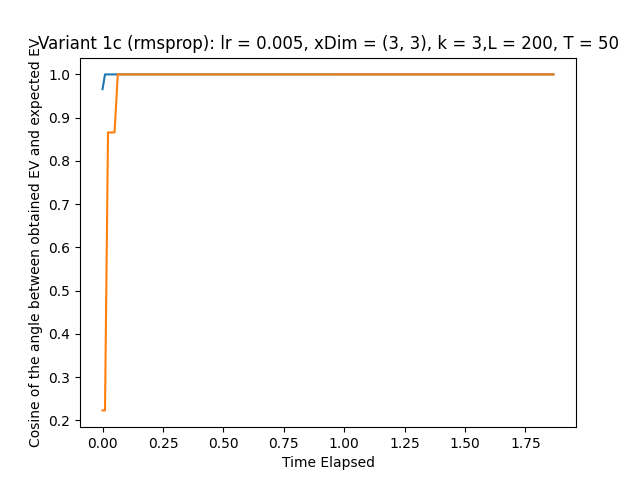 Variant 1c (rmsprop): lr = 0.005, xDim = (3, 3), k = 3,L = 200, T = 50
Cosine of the angle between obtained EV and expected EV
1.0
0.9
0.8
0.7
0.6
0.5
0.4
0.3
0.2
0.00 0.25 0.50 0.75 1.00 1.25 1.50 1.75
Time Elapsed